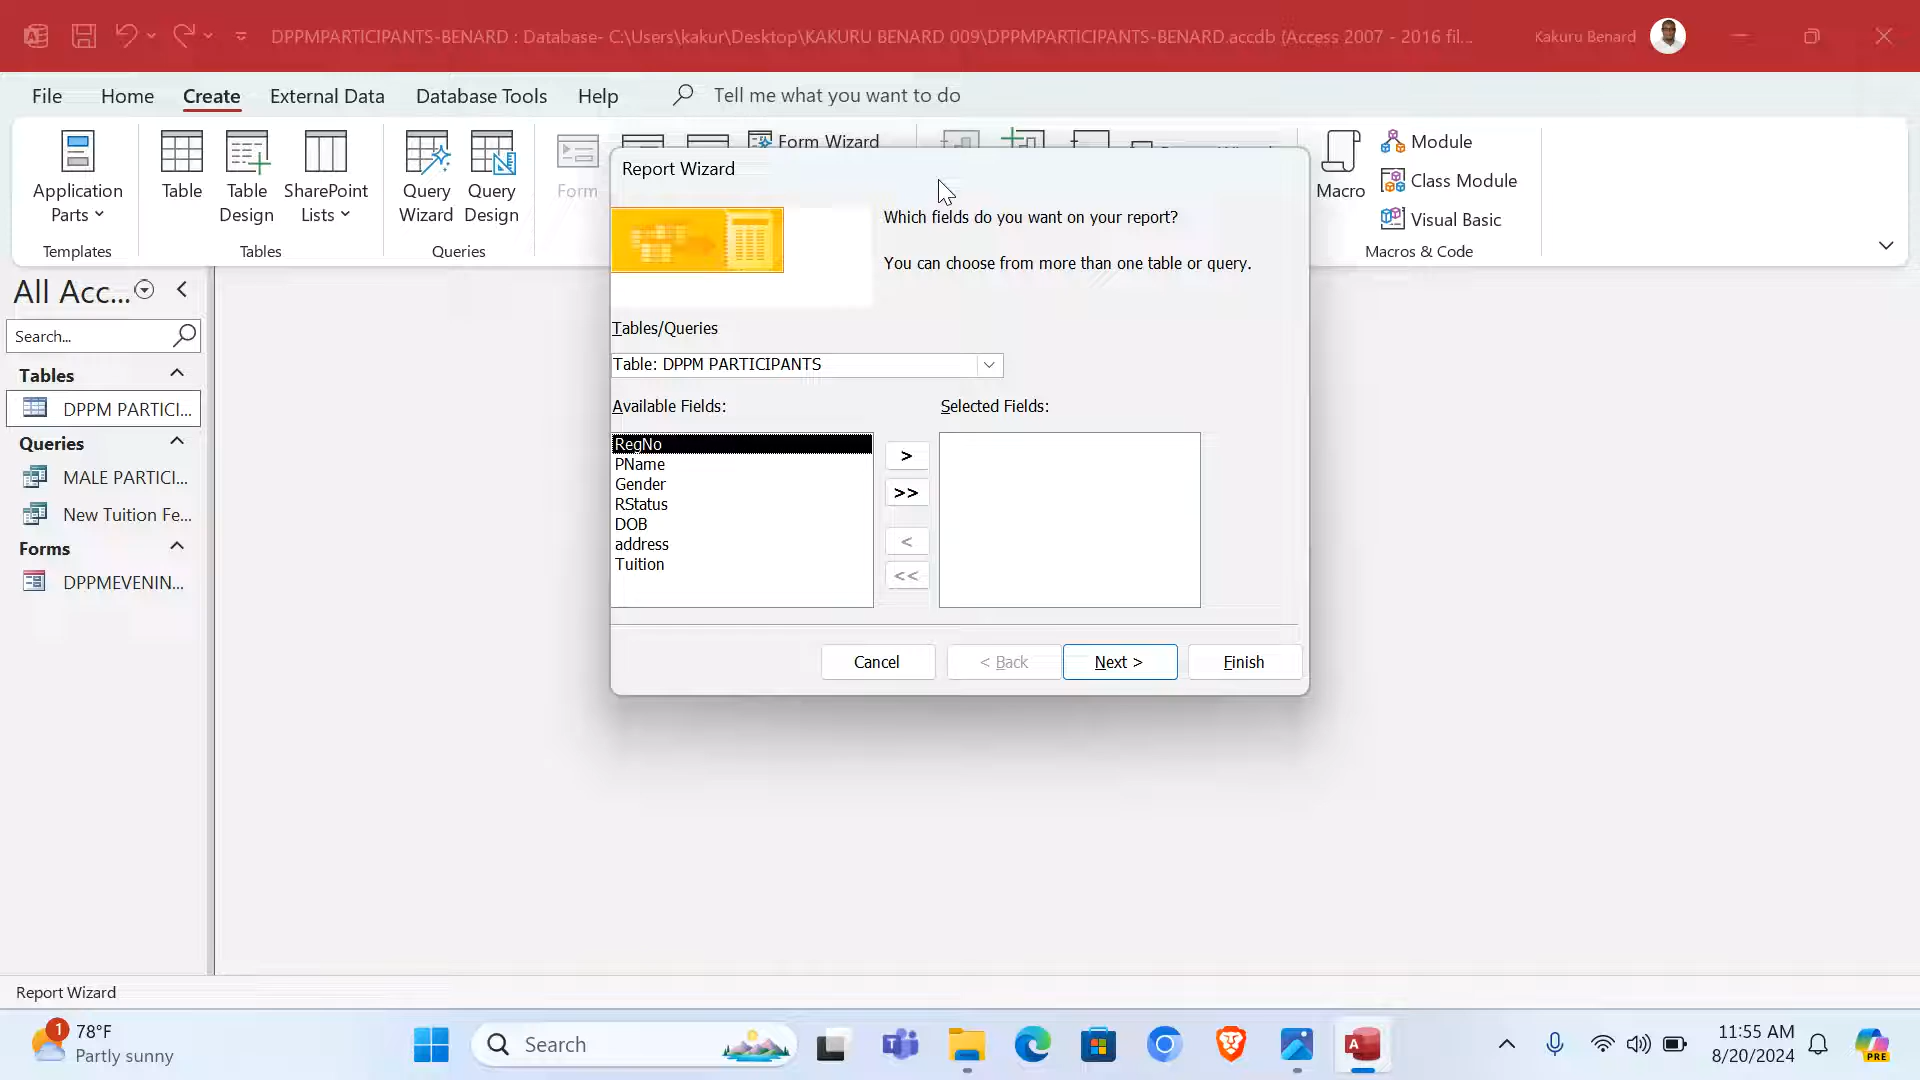 DPPMPARTICIPANTS-BENARD : Database- C:\Users\kakur\Desktop\KAKURU BENARD 009\DPPMPARTICIPANTS-BENARD.accdb (Access 2007 - 2016 fil...
Kakuru Benard
File Home Create External Data Database Tools Help Tell me what you want to do
Application Parts
Table
Table Design
SharePoint Lists
Query Wizard
Query Design
Form
Form Wizard
Macro
Module
Class Module
Visual Basic
Templates
Tables
Queries
Macros & Code
Report Wizard
Which fields do you want on your report?
You can choose from more than one table or query.
Tables/Queries
Table: DPPM PARTICIPANTS
Available Fields:
Selected Fields:
RegNo
PName
Gender
RStatus
DOB
address
Tuition
>
>>
<
<<
Cancel
< Back
Next >
Finish
All Acc...
Search...
Tables
DPPM PARTICI...
Queries
MALE PARTICI...
New Tuition Fe...
Forms
DPPMEVENIN...
Report Wizard
1
78°F
Partly sunny
Search
11:55 AM
8/20/2024
PRE